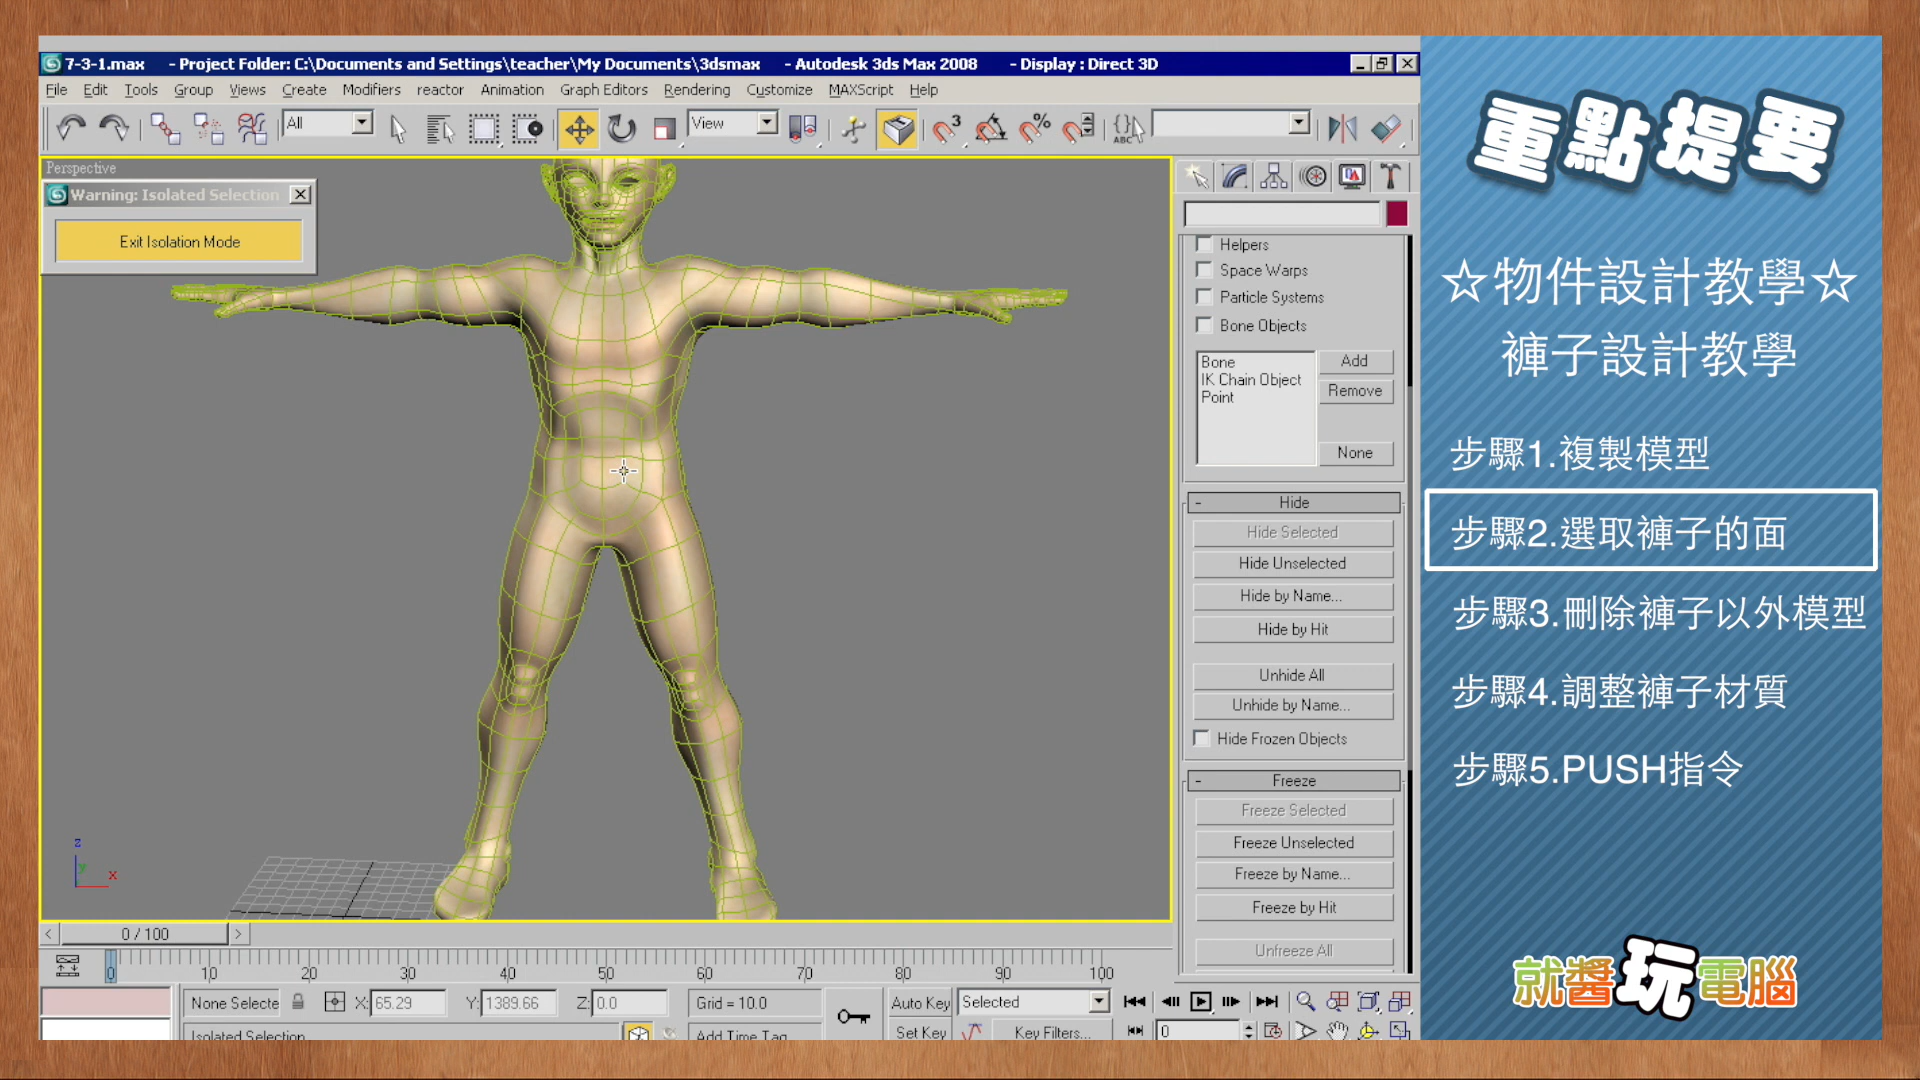 7-3-1.max - Project Folder: C:\Documents and Settings\teacher\My Documents\3dsmax - Autodesk 3ds Max 2008 - Display : Direct 3D
File Edit Tools Group Views Create Modifiers reactor Animation Graph Editors Rendering Customize MAXScript Help
All
View
3
%
ABC
Perspective
Warning: Isolated Selection
Exit Isolation Mode
Helpers
Space Warps
Particle Systems
Bone Objects
Bone
IK Chain Object
Point
Add
Remove
None
- Hide
Hide Selected
Hide Unselected
Hide by Name...
Hide by Hit
Unhide All
Unhide by Name...
Hide Frozen Objects
- Freeze
Freeze Selected
Freeze Unselected
Freeze by Name...
Freeze by Hit
Unfreeze All
z
y
x
< 0 / 100 >
0 10 20 30 40 50 60 70 80 90 100
None Selecte X: 65.29 Y: 1389.66 Z: 0.0 Grid = 10.0 Auto Key Selected
Isolated Selection Add Time Tag Set Key Key Filters... 0
重點提要
☆物件設計教學☆
褲子設計教學
步驟1.複製模型
步驟2.選取褲子的面
步驟3.刪除褲子以外模型
步驟4.調整褲子材質
步驟5.PUSH指令
就醬玩電腦